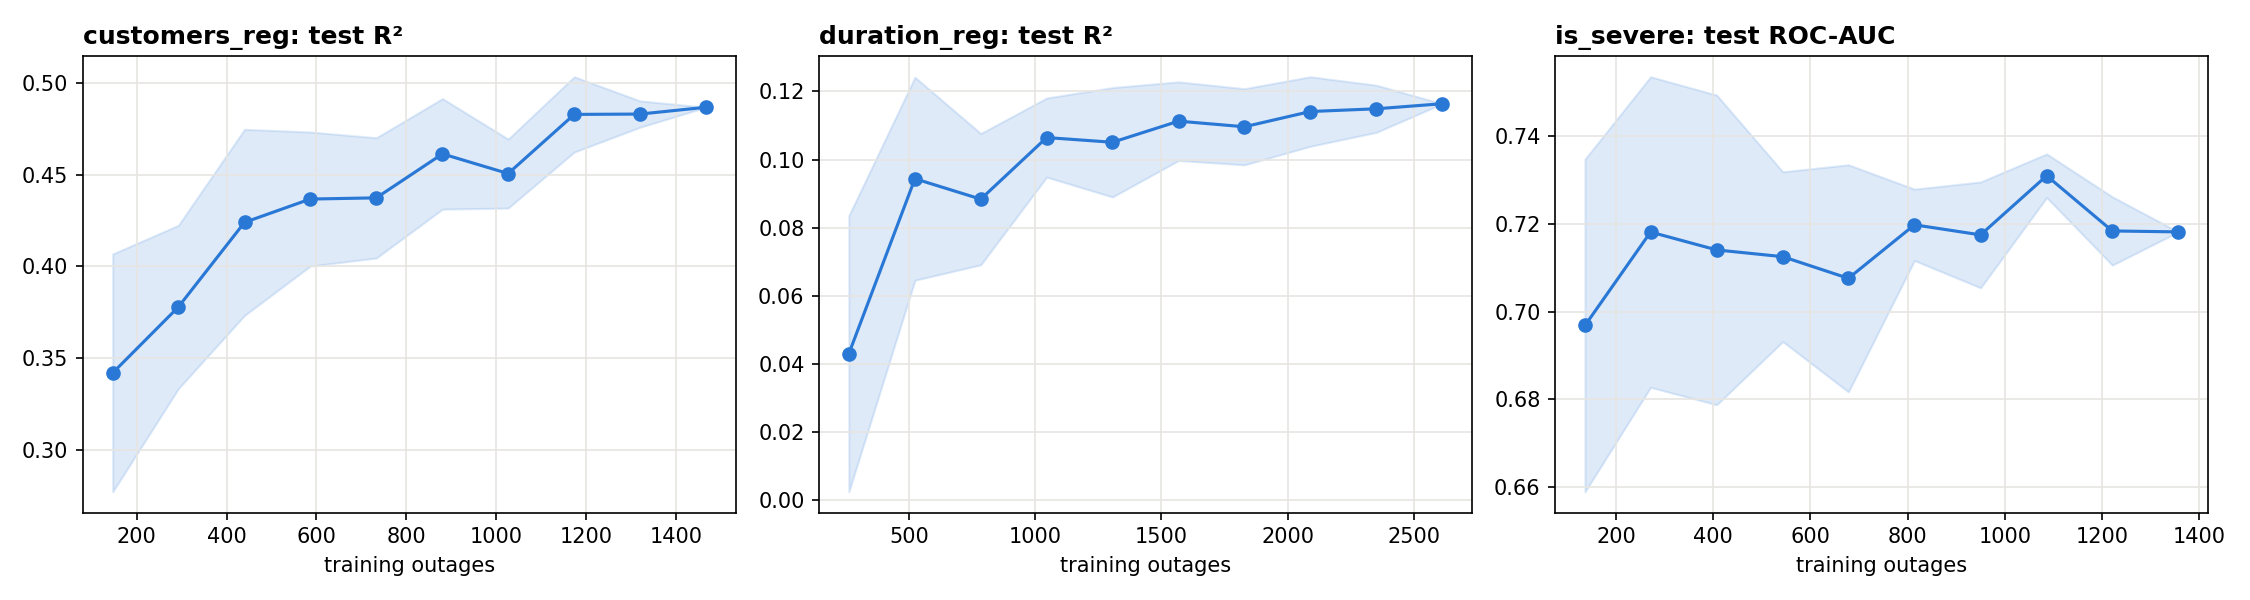 customers_reg: test R²
0.50
0.45
0.40
0.35
0.30
200 400 600 800 1000 1200 1400
training outages
duration_reg: test R²
0.12
0.10
0.08
0.06
0.04
0.02
0.00
500 1000 1500 2000 2500
training outages
is_severe: test ROC-AUC
0.74
0.72
0.70
0.68
0.66
200 400 600 800 1000 1200 1400
training outages